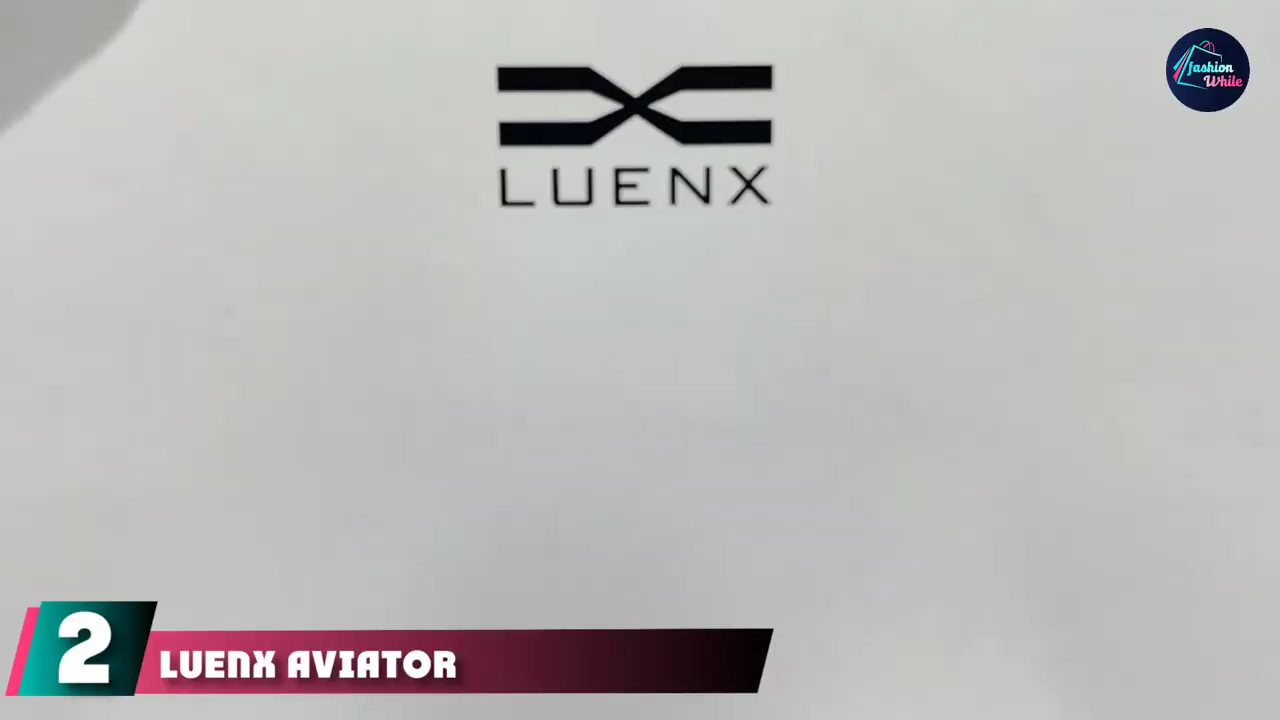 fashion
While
LUENX
2
LUENX AVIATOR